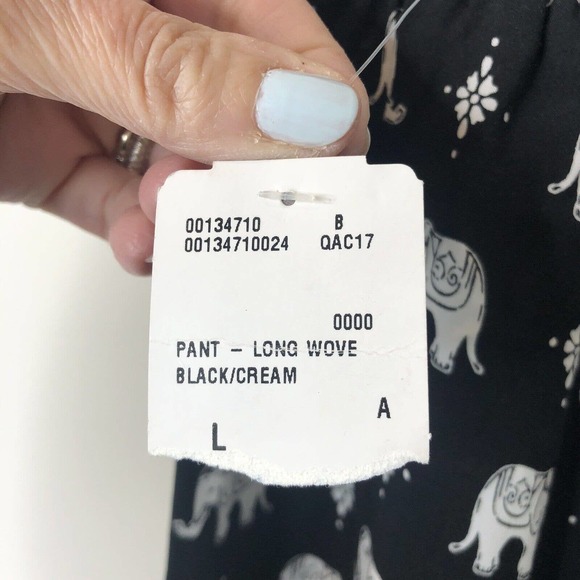 00134710 B
00134710024 QAC17
0000
PANT – LONG WOVE
BLACK/CREAM
A
L